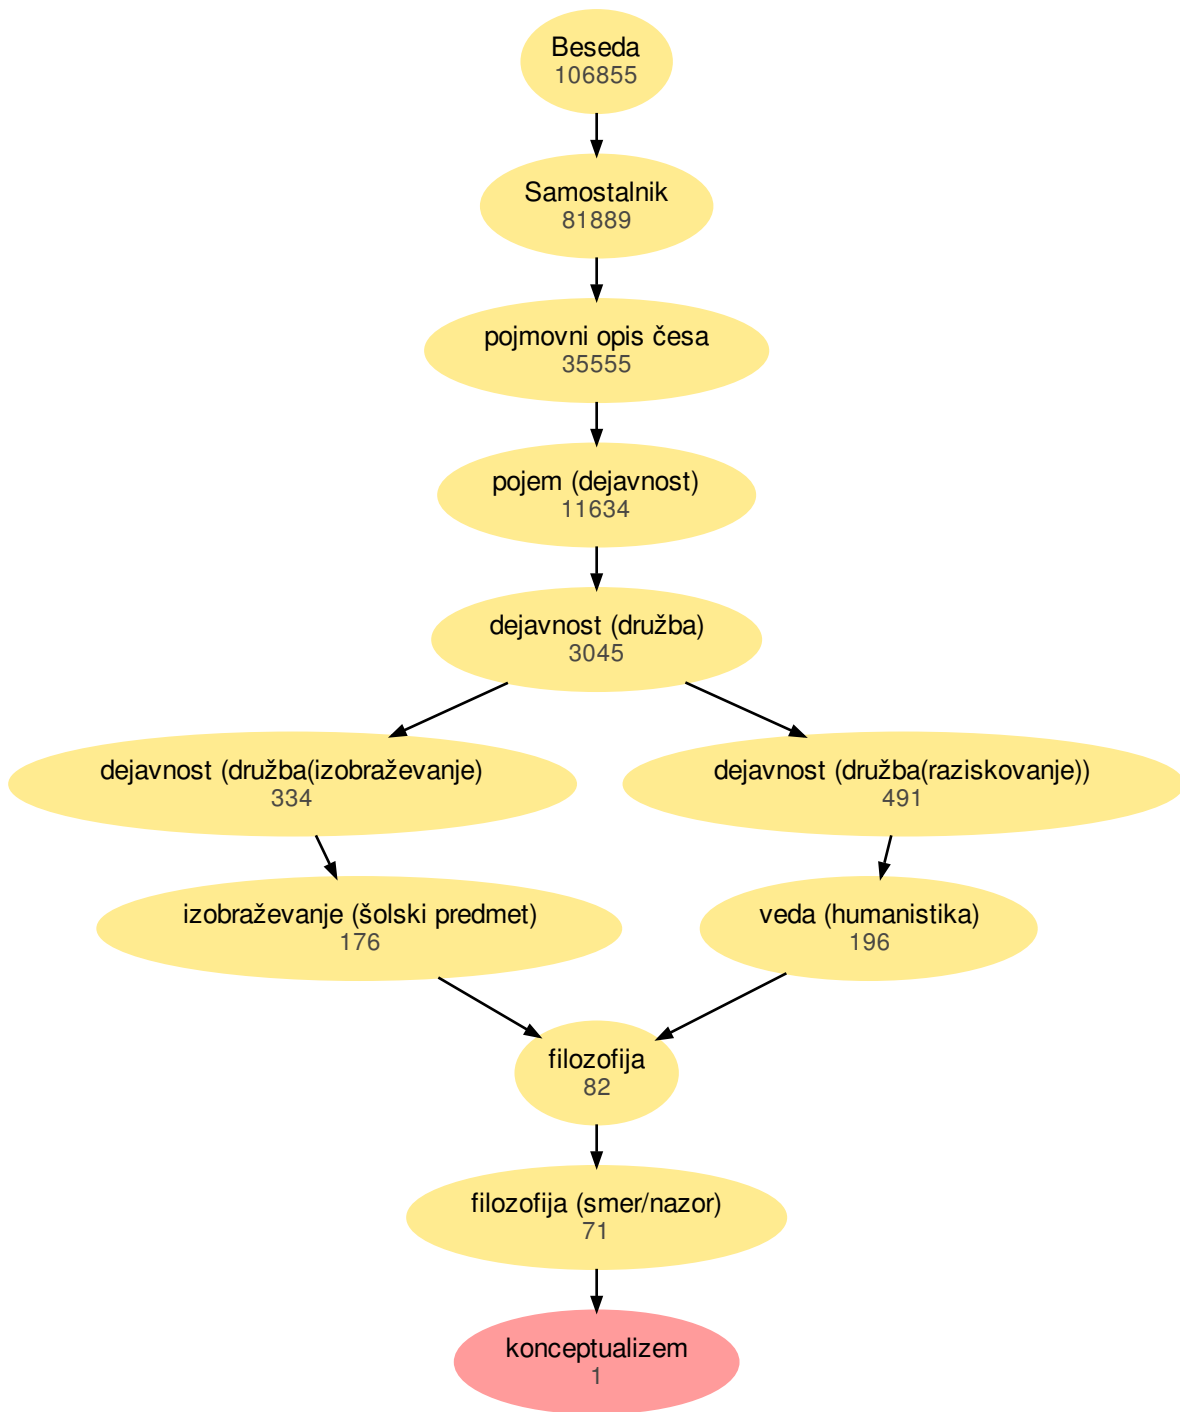 Beseda
106855
Samostalnik
81889
pojmovni opis česa
35555
pojem (dejavnost)
11634
dejavnost (družba)
3045
dejavnost (družba(izobraževanje)
334
dejavnost (družba(raziskovanje))
491
izobraževanje (šolski predmet)
176
veda (humanistika)
196
filozofija
82
filozofija (smer/nazor)
71
konceptualizem
1